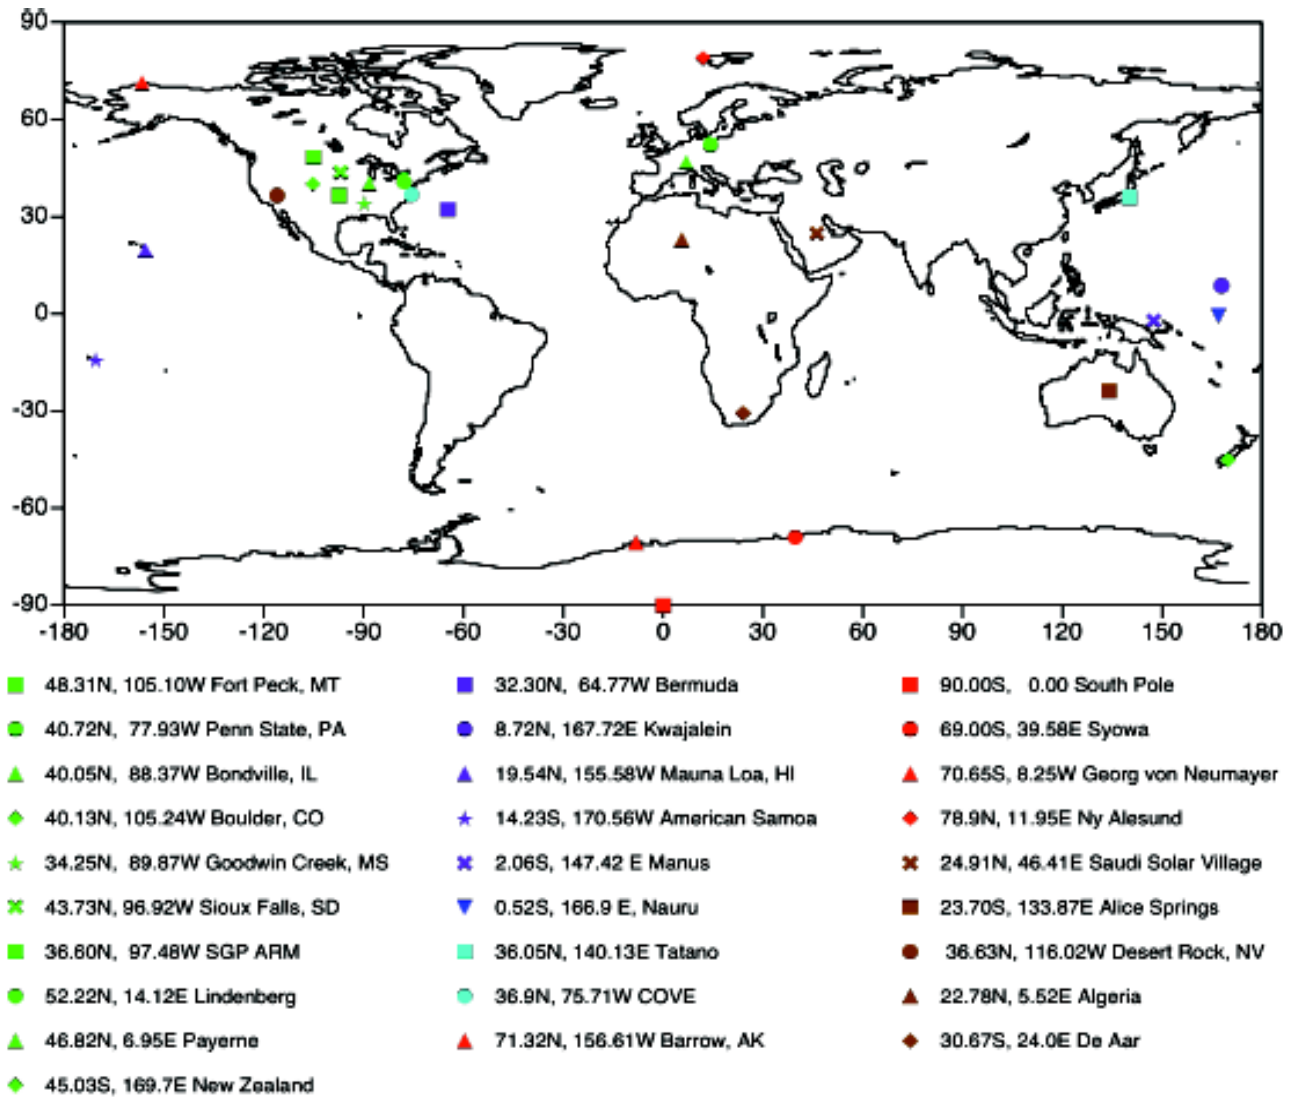 90
60
30
0
-30
-60
-90
-180 -150 -120 -90 -60 -30 0 30 60 90 120 150 180
48.31N, 105.10W Fort Peck, MT
40.72N, 77.93W Penn State, PA
40.05N, 88.37W Bondville, IL
40.13N, 105.24W Boulder, CO
34.25N, 89.87W Goodwin Creek, MS
43.73N, 96.92W Sioux Falls, SD
36.60N, 97.48W SGP ARM
52.22N, 14.12E Lindenberg
46.82N, 6.95E Payerne
45.03S, 169.7E New Zealand
32.30N, 64.77W Bermuda
8.72N, 167.72E Kwajalein
19.54N, 155.58W Mauna Loa, HI
14.23S, 170.56W American Samoa
2.06S, 147.42 E Manus
0.52S, 166.9 E, Nauru
36.05N, 140.13E Tatano
36.9N, 75.71W COVE
71.32N, 156.61W Barrow, AK
90.00S, 0.00 South Pole
69.00S, 39.58E Syowa
70.65S, 8.25W Georg von Neumayer
78.9N, 11.95E Ny Alesund
24.91N, 46.41E Saudi Solar Village
23.70S, 133.87E Alice Springs
36.63N, 116.02W Desert Rock, NV
22.78N, 5.52E Algeria
30.67S, 24.0E De Aar